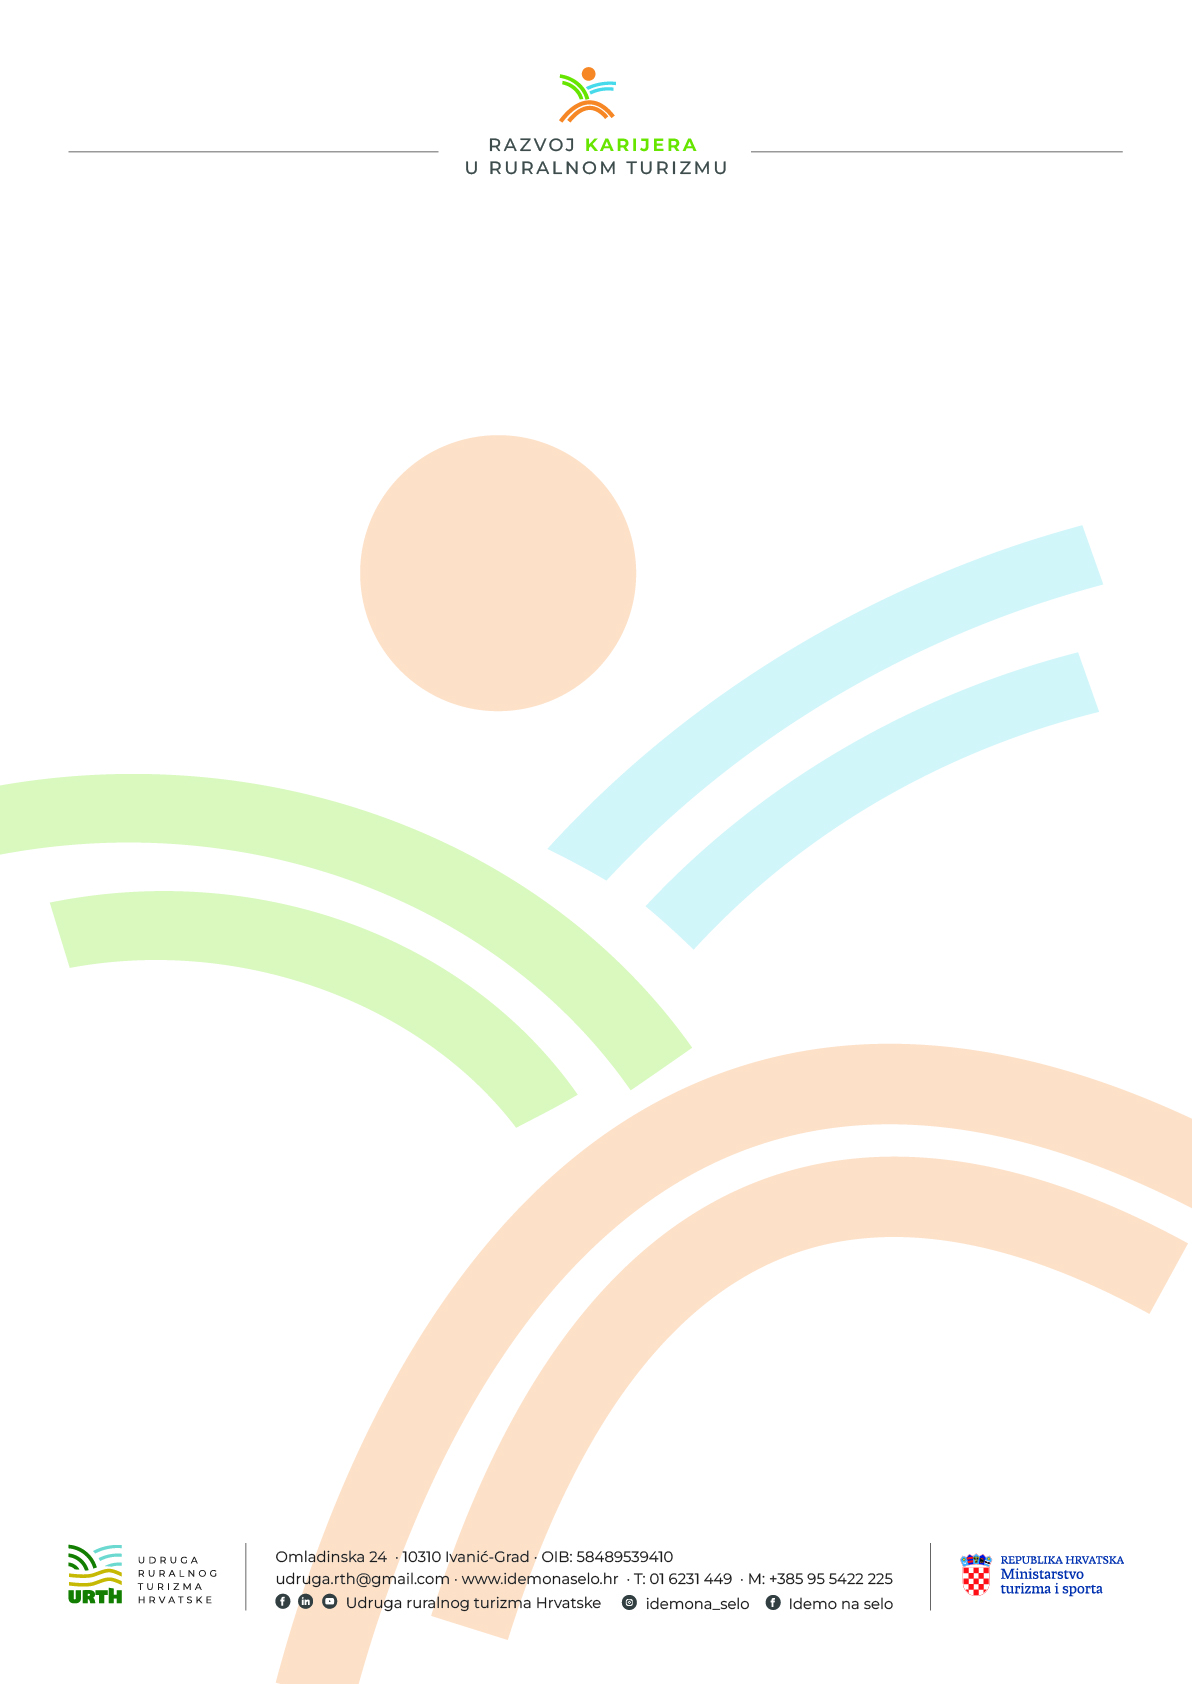 RAZVOJ KARIJERA
U RURALNOM TURIZMU
URTH
UDRUGA
RURALNOG
TURIZMA
HRVATSKE
Omladinska 24 · 10310 Ivanić-Grad · OIB: 58489539410
udruga.rth@gmail.com · www.idemonaselo.hr · T: 01 6231 449 · M: +385 95 5422 225
Udruga ruralnog turizma Hrvatske idemona_selo Idemo na selo
REPUBLIKA HRVATSKA
Ministarstvo
turizma i sporta